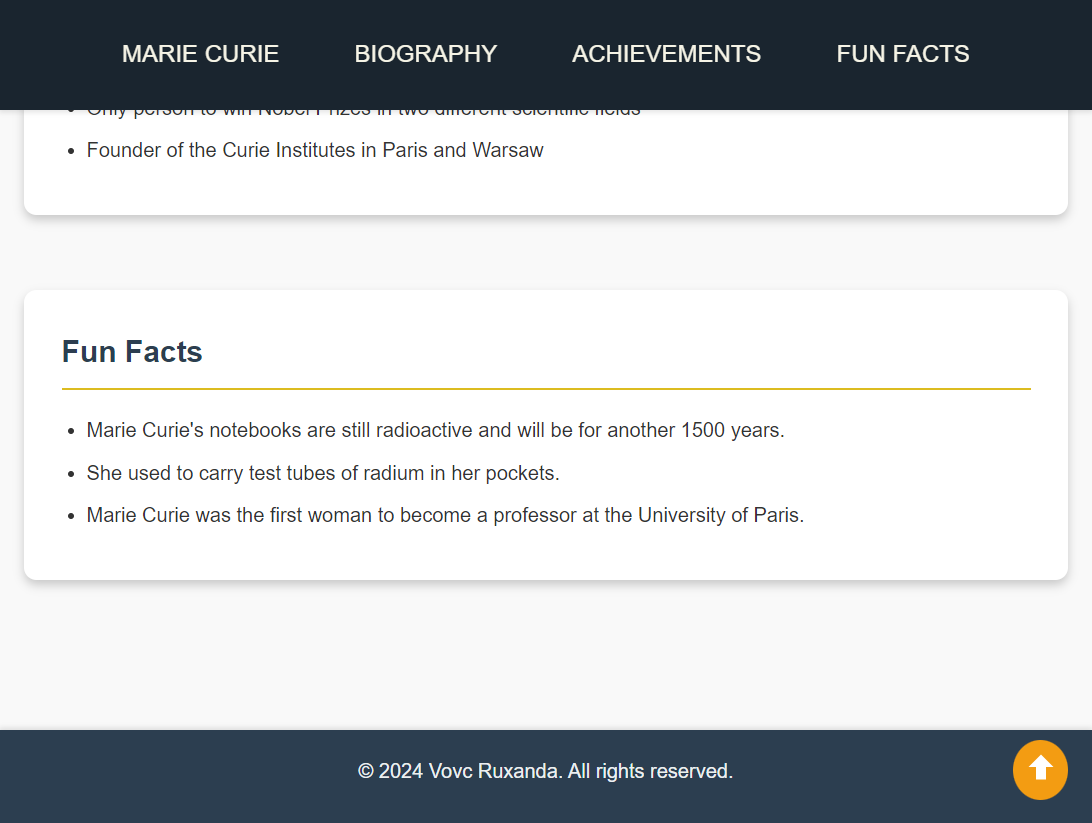 MARIE CURIE BIOGRAPHY ACHIEVEMENTS FUN FACTS
Only person to win Nobel Prizes in two different scientific fields
Founder of the Curie Institutes in Paris and Warsaw
Fun Facts
Marie Curie's notebooks are still radioactive and will be for another 1500 years.
She used to carry test tubes of radium in her pockets.
Marie Curie was the first woman to become a professor at the University of Paris.
© 2024 Vovc Ruxanda. All rights reserved.